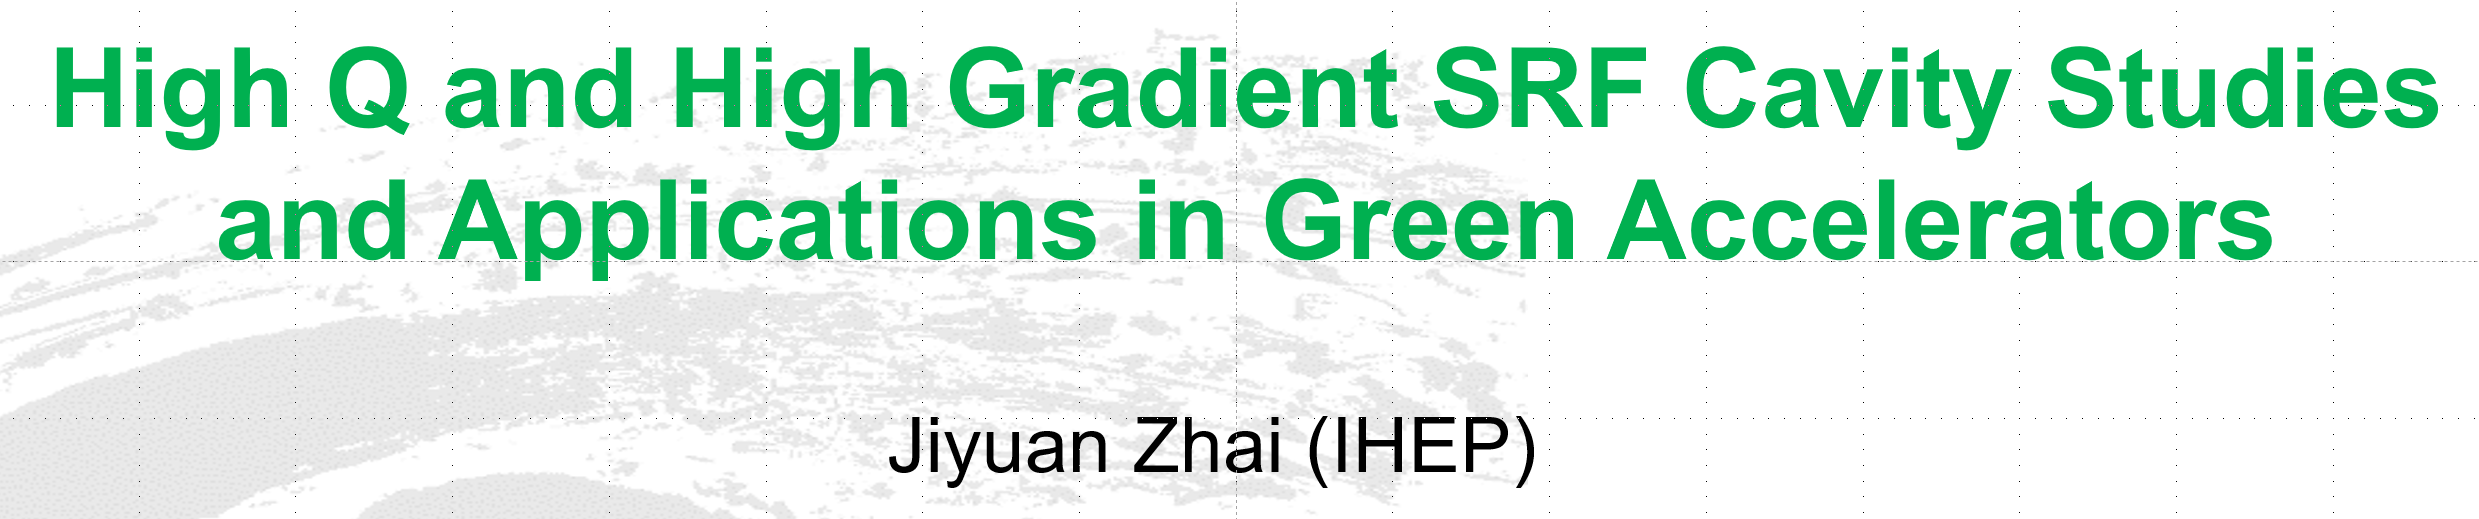 High Q and High Gradient SRF Cavity Studies
and Applications in Green Accelerators
Jiyuan Zhai (IHEP)